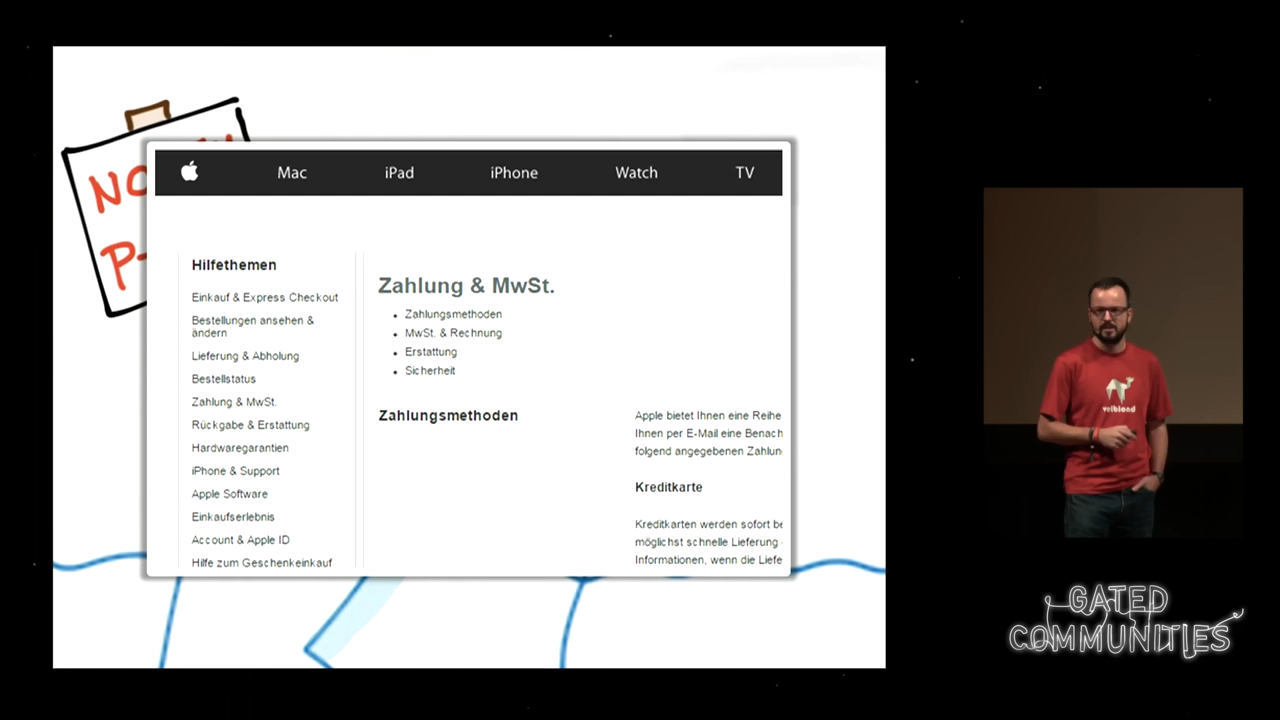 NO
P-
Mac
iPad
iPhone
Watch
TV
Hilfethemen
Einkauf & Express Checkout
Bestellungen ansehen &
ändern
Lieferung & Abholung
Bestellstatus
Zahlung & MwSt.
Rückgabe & Erstattung
Hardwaregarantien
iPhone & Support
Apple Software
Einkaufserlebnis
Account & Apple ID
Hilfe zum Geschenkeinkauf
Zahlung & MwSt.
Zahlungsmethoden
MwSt. & Rechnung
Erstattung
Sicherheit
Zahlungsmethoden
Apple bietet Ihnen eine Reihe
Ihnen per E-Mail eine Benach
folgend angegebenen Zahlun
Kreditkarte
Kreditkarten werden sofort be
möglichst schnelle Lieferung
Informationen, wenn die Liefe
GATED
COMMUNITIES